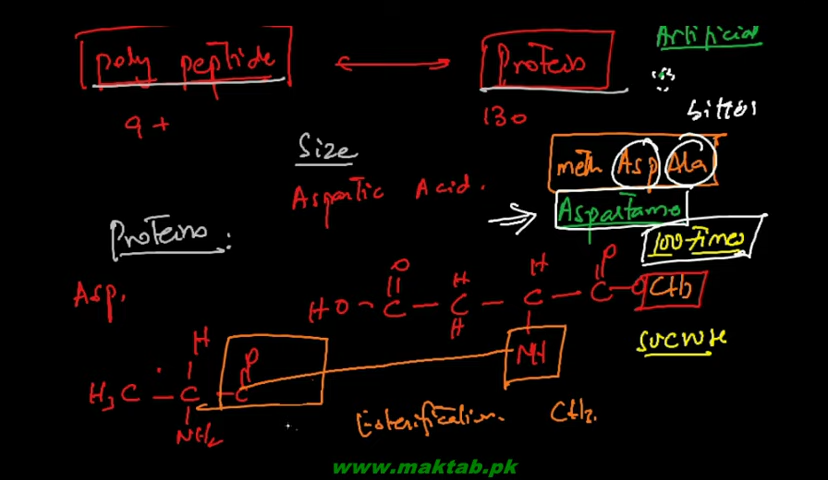 poly peptide
Proteins
Artificial
9 +
130
bitter
Size
meth Asp Ala
Aspartic Acid.
Aspartame
Proteins :
100-Times
Asp.
HO - C - C - C - C - O CH3
O H H O
H NH
sucrose
H O
H3C - C - C
NH2
Esterification. CH3.
www.maktab.pk